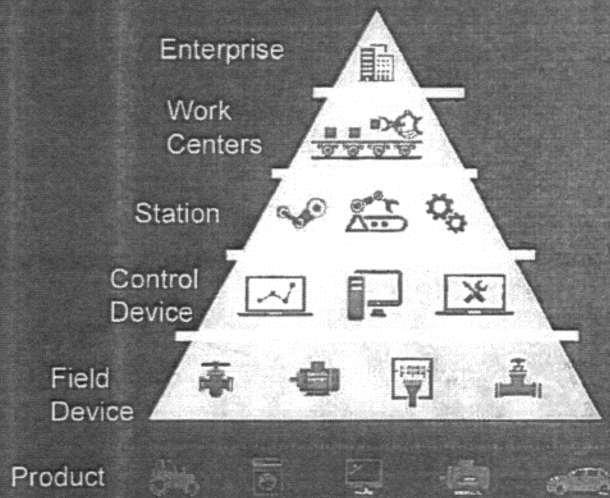 Enterprise
Work
Centers
Station
Control
Device
Field
Device
Product